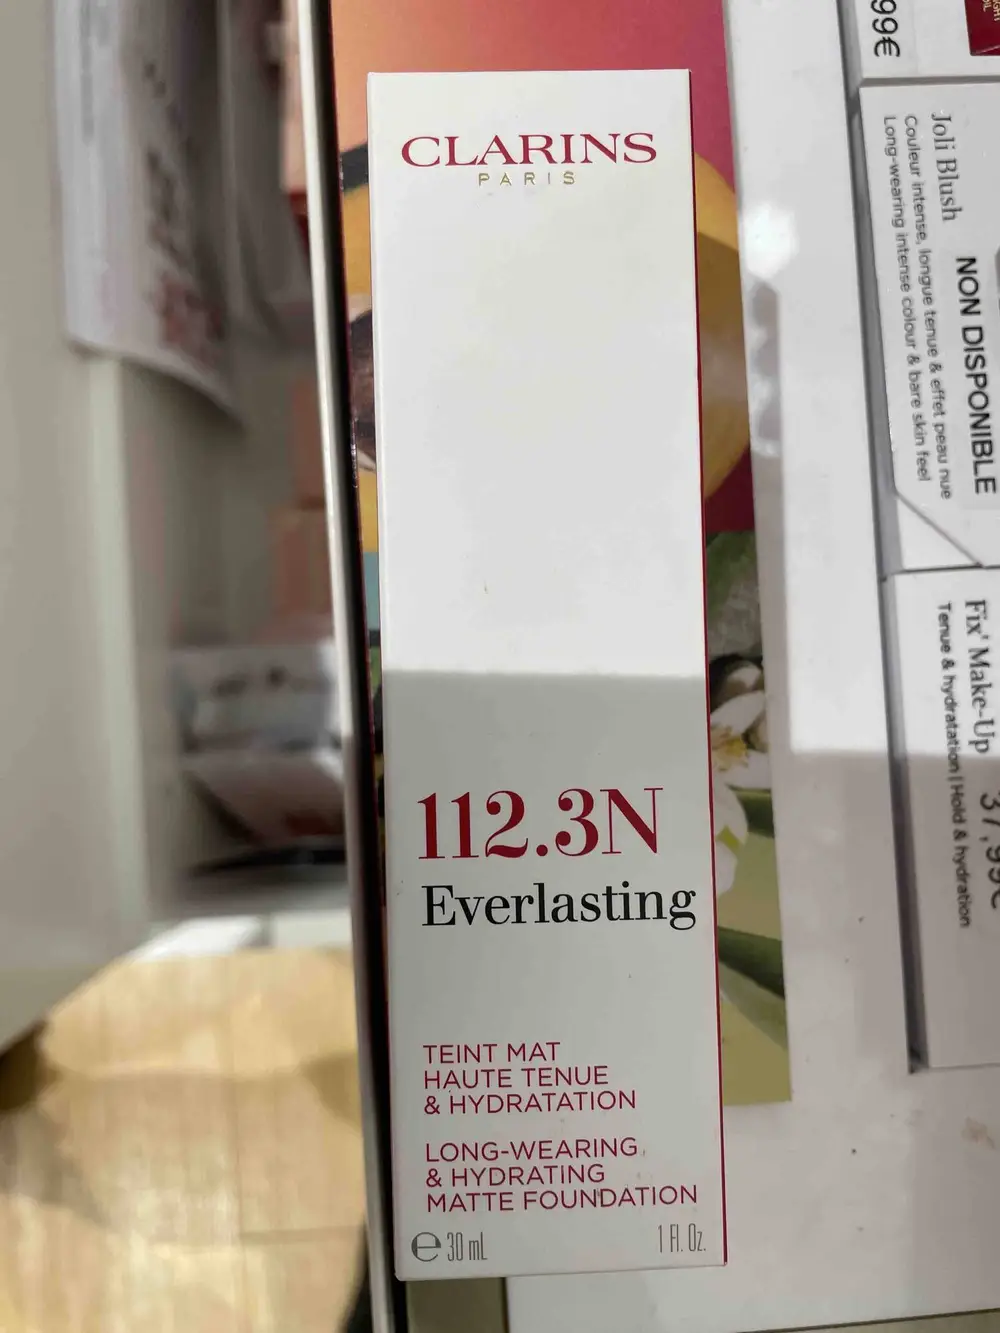 CLARINS
PARIS
112.3N
Everlasting
TEINT MAT
HAUTE TENUE
& HYDRATATION
LONG-WEARING
& HYDRATING
MATTE FOUNDATION
e 30 mL
1 Fl. Oz.
99€
Joli Blush
Couleur intense, longue tenue & effet peau nue
Long-wearing intense colour & bare skin feel
NON DISPONIBLE
Fix' Make-Up
Tenue & hydratation | Hold & hydration
37,99€